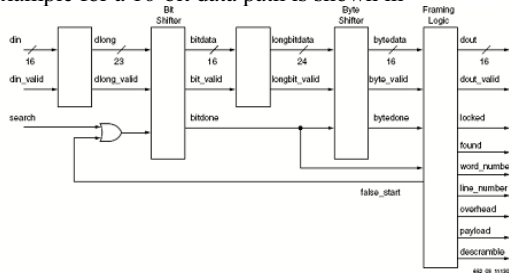 example for a 16-bit data path is shown in
Bit Shifter
Byte Shifter
Framing Logic
din
dlong
bitdata
longbitdata
bytedata
dout
16
23
16
24
16
16
din_valid
dlong_valid
bit_valid
longbit_valid
byte_valid
dout_valid
search
bitdone
bytedone
locked
found
word_numbe
false_start
line_number
overhead
payload
descramble